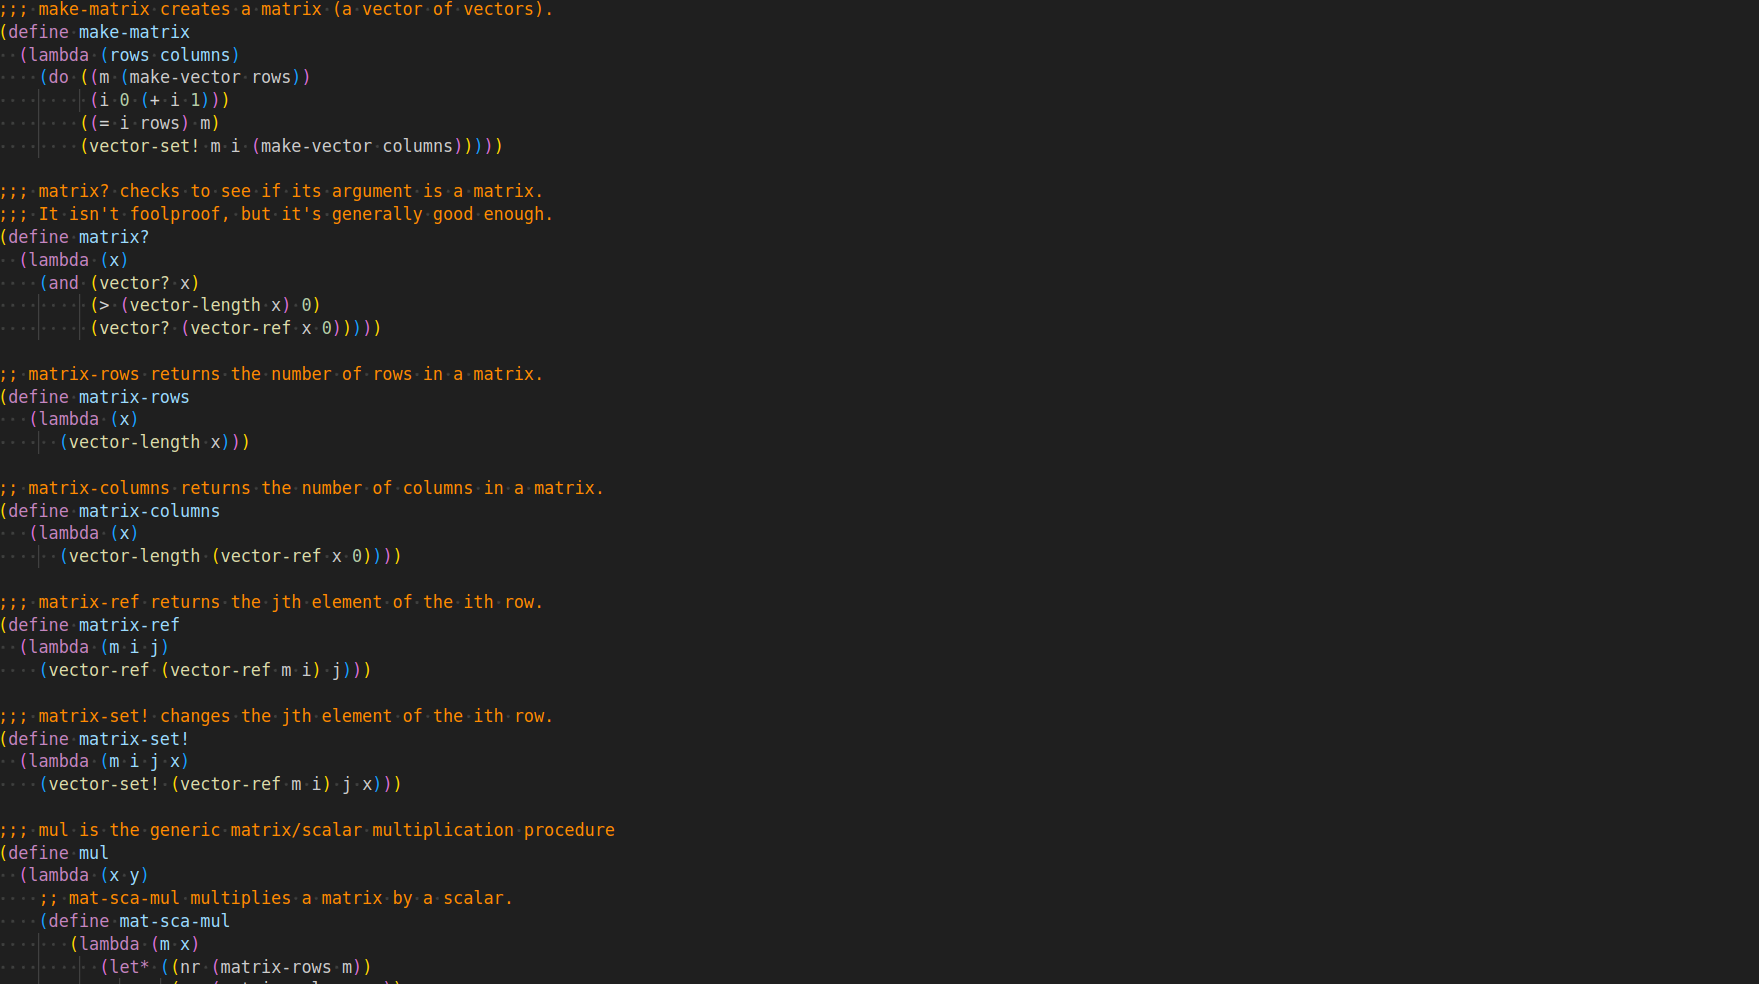 ;;; make-matrix creates a matrix (a vector of vectors).
(define make-matrix
  (lambda (rows columns)
    (do ((m (make-vector rows))
         (i 0 (+ i 1)))
        ((= i rows) m)
        (vector-set! m i (make-vector columns)))))

;;; matrix? checks to see if its argument is a matrix.
;;; It isn't foolproof, but it's generally good enough.
(define matrix?
  (lambda (x)
    (and (vector? x)
         (> (vector-length x) 0)
         (vector? (vector-ref x 0)))))

;; matrix-rows returns the number of rows in a matrix.
(define matrix-rows
   (lambda (x)
      (vector-length x)))

;; matrix-columns returns the number of columns in a matrix.
(define matrix-columns
   (lambda (x)
      (vector-length (vector-ref x 0))))

;;; matrix-ref returns the jth element of the ith row.
(define matrix-ref
  (lambda (m i j)
    (vector-ref (vector-ref m i) j)))

;;; matrix-set! changes the jth element of the ith row.
(define matrix-set!
  (lambda (m i j x)
    (vector-set! (vector-ref m i) j x)))

;;; mul is the generic matrix/scalar multiplication procedure
(define mul
  (lambda (x y)
    ;; mat-sca-mul multiplies a matrix by a scalar.
    (define mat-sca-mul
       (lambda (m x)
          (let* ((nr (matrix-rows m))